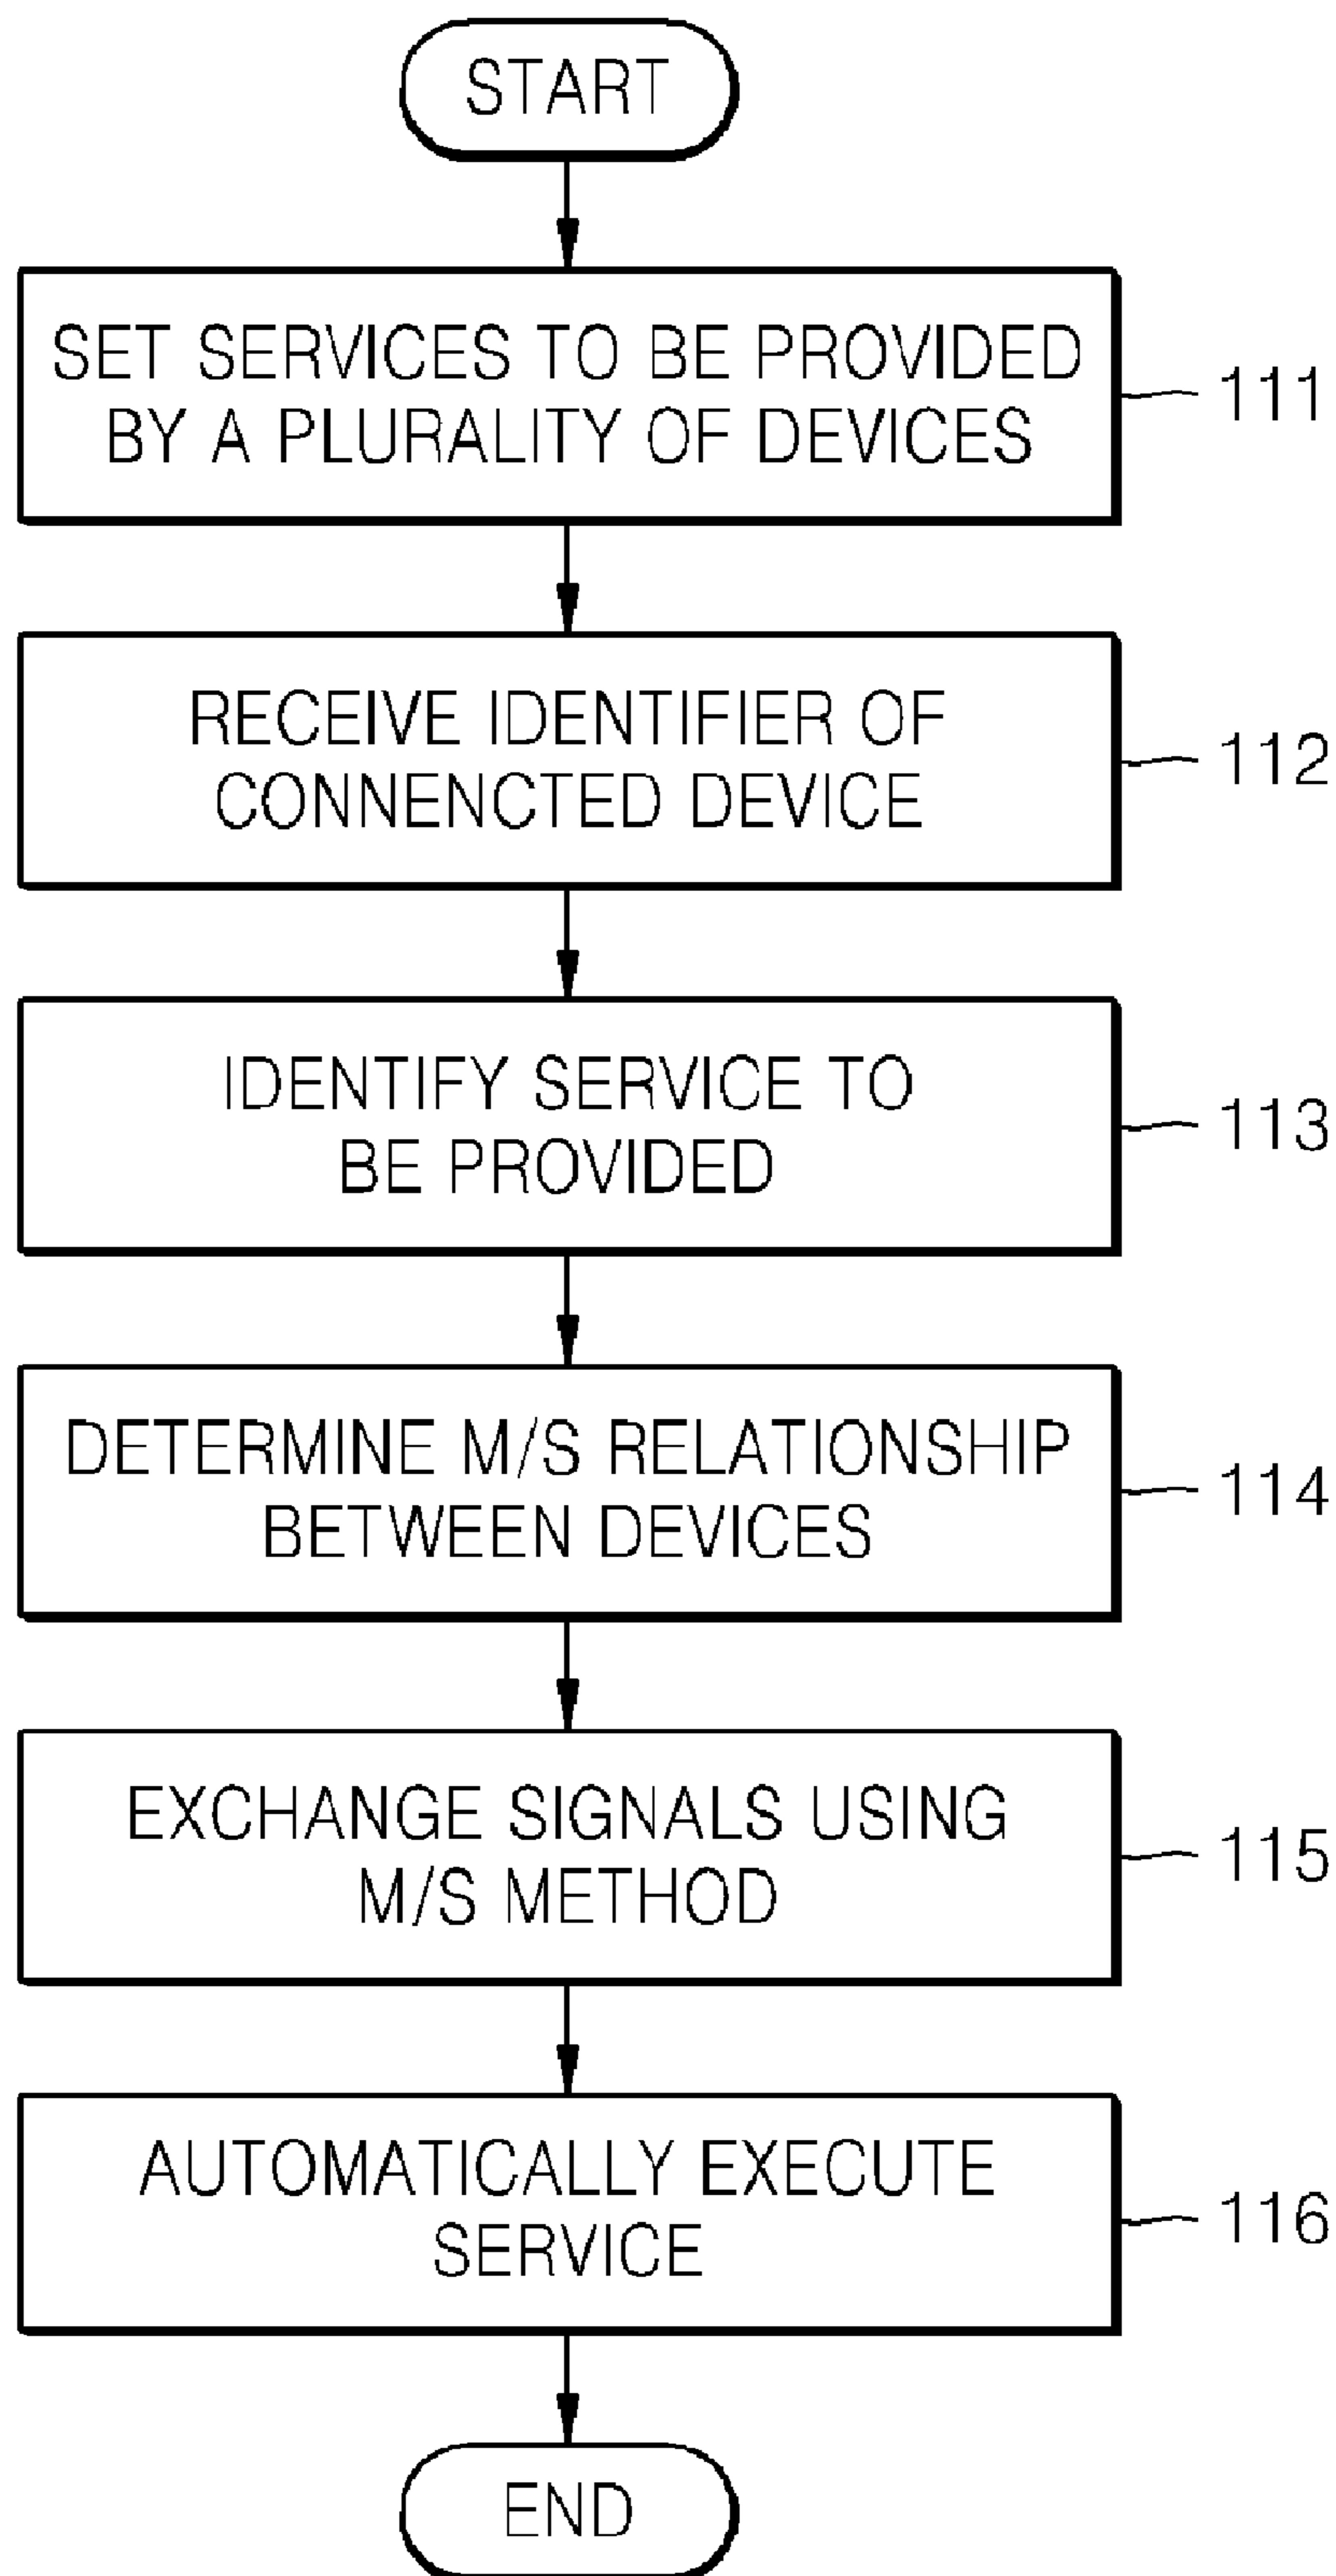 START
SET SERVICES TO BE PROVIDED
BY A PLURALITY OF DEVICES
111
RECEIVE IDENTIFIER OF
CONNENCTED DEVICE
112
IDENTIFY SERVICE TO
BE PROVIDED
113
DETERMINE M/S RELATIONSHIP
BETWEEN DEVICES
114
EXCHANGE SIGNALS USING
M/S METHOD
115
AUTOMATICALLY EXECUTE
SERVICE
116
END